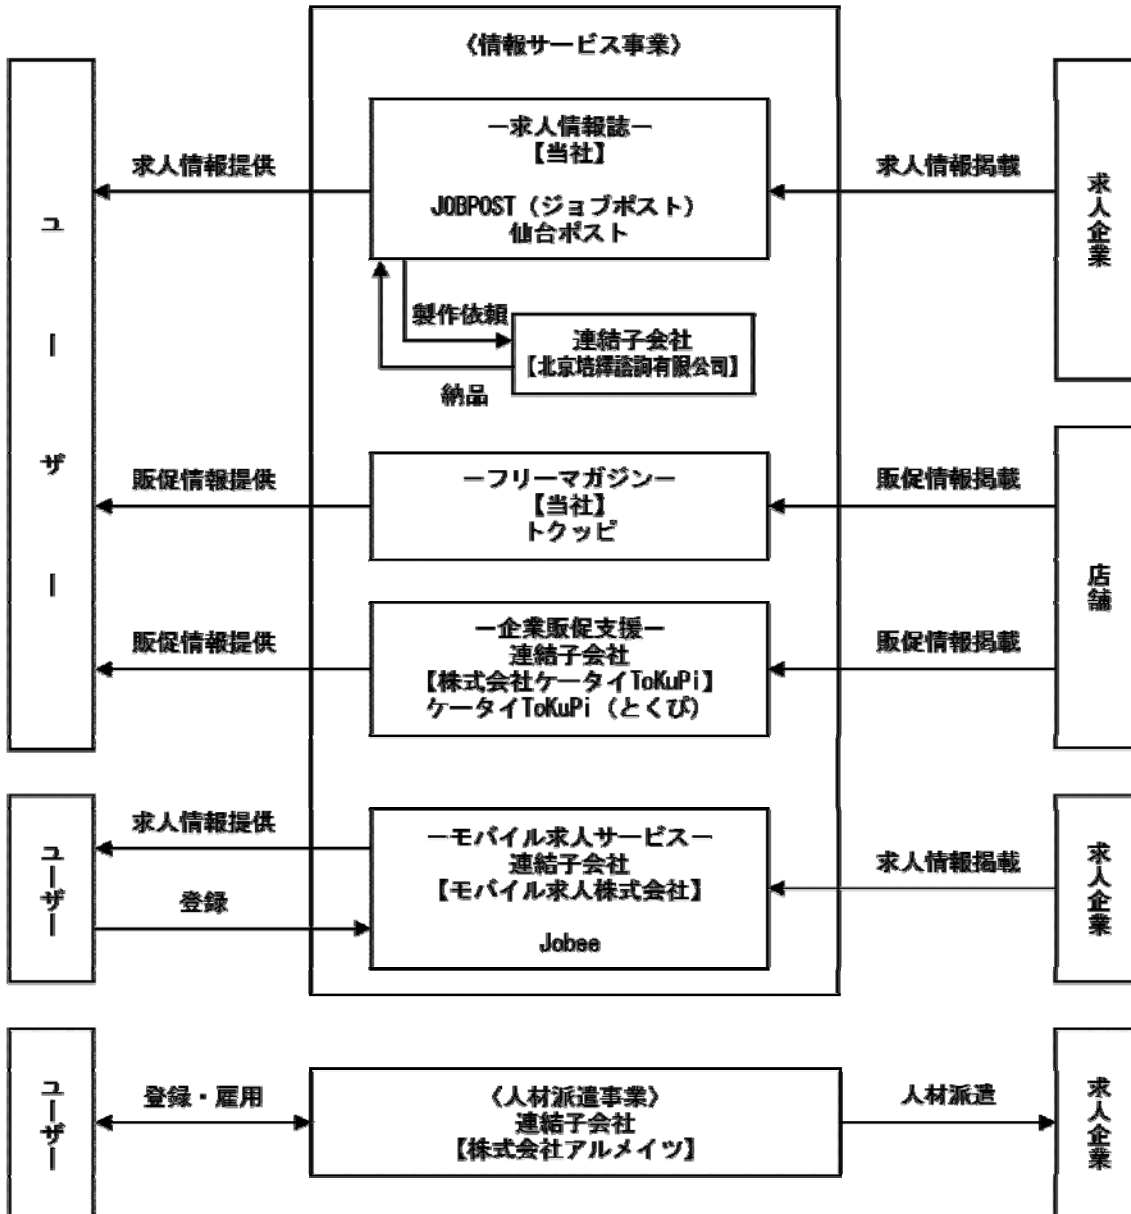 〈情報サービス事業〉
ユーザー
求人情報提供
―求人情報誌―
【当社】
JOBPOST（ジョブポスト）
仙台ポスト
求人情報掲載
求人企業
製作依頼
連結子会社
【北京培繹諮詢有限公司】
納品
販促情報提供
―フリーマガジン―
【当社】
トクッピ
販促情報掲載
店舗
販促情報提供
―企業販促支援―
連結子会社
【株式会社ケータイToKuPi】
ケータイToKuPi（とくぴ）
販促情報掲載
ユーザー
求人情報提供
登録
―モバイル求人サービス―
連結子会社
【モバイル求人株式会社】
Jobee
求人情報掲載
求人企業
ユーザー
登録・雇用
〈人材派遣事業〉
連結子会社
【株式会社アルメイツ】
人材派遣
求人企業